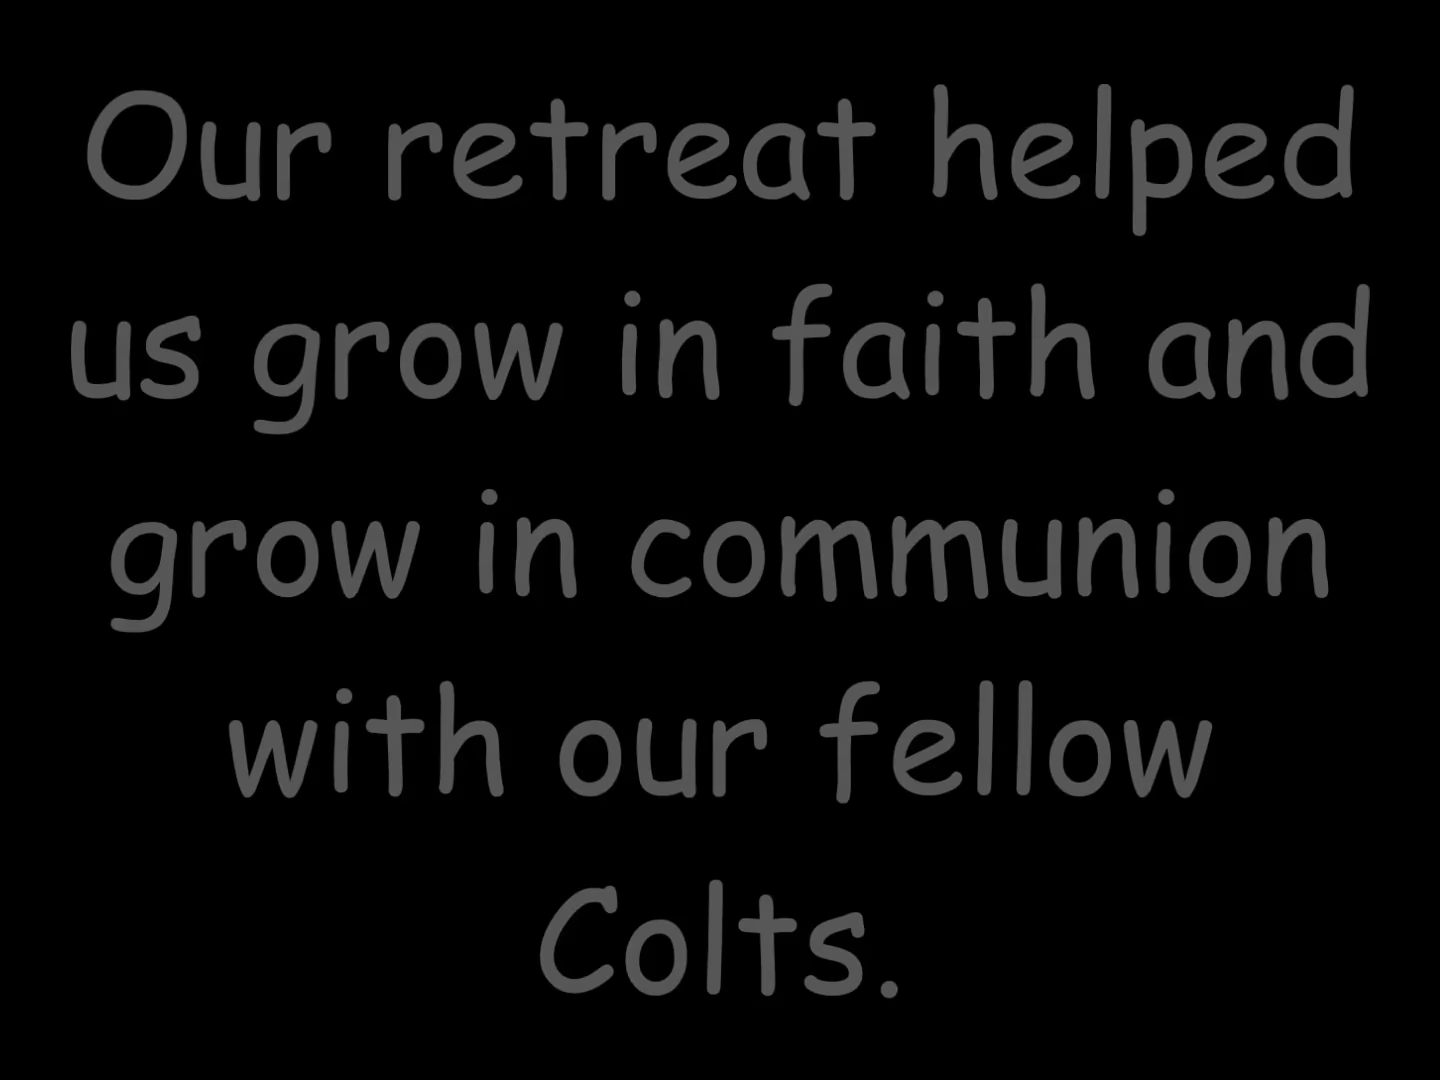 Our retreat helped
us grow in faith and
grow in communion
with our fellow
Colts.